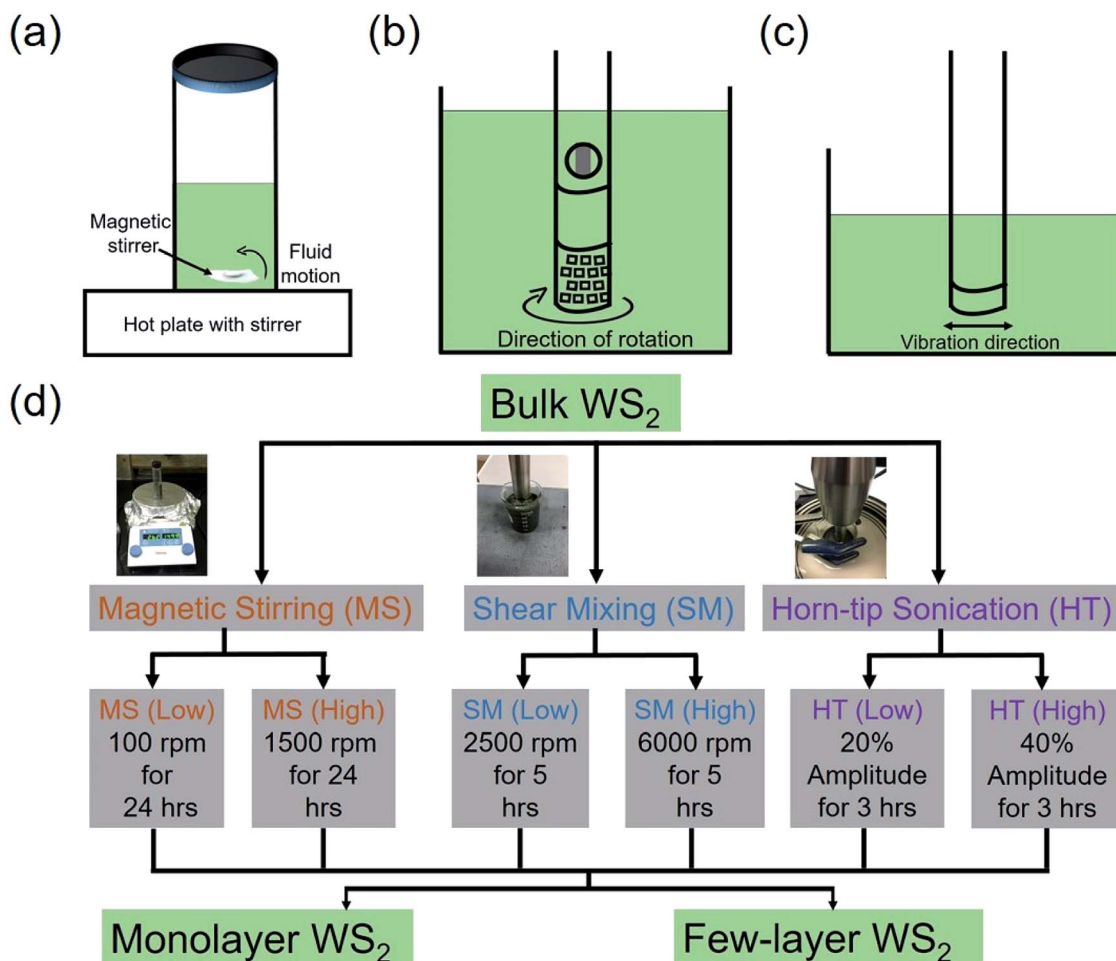 (a)
Magnetic
stirrer
Fluid
motion
Hot plate with stirrer
(b)
Direction of rotation
(c)
Vibration direction
(d)
Bulk WS₂
Magnetic Stirring (MS)
Shear Mixing (SM)
Horn-tip Sonication (HT)
MS (Low)
100 rpm
for
24 hrs
MS (High)
1500 rpm
for 24
hrs
SM (Low)
2500 rpm
for 5
hrs
SM (High)
6000 rpm
for 5
hrs
HT (Low)
20%
Amplitude
for 3 hrs
HT (High)
40%
Amplitude
for 3 hrs
Monolayer WS₂
Few-layer WS₂